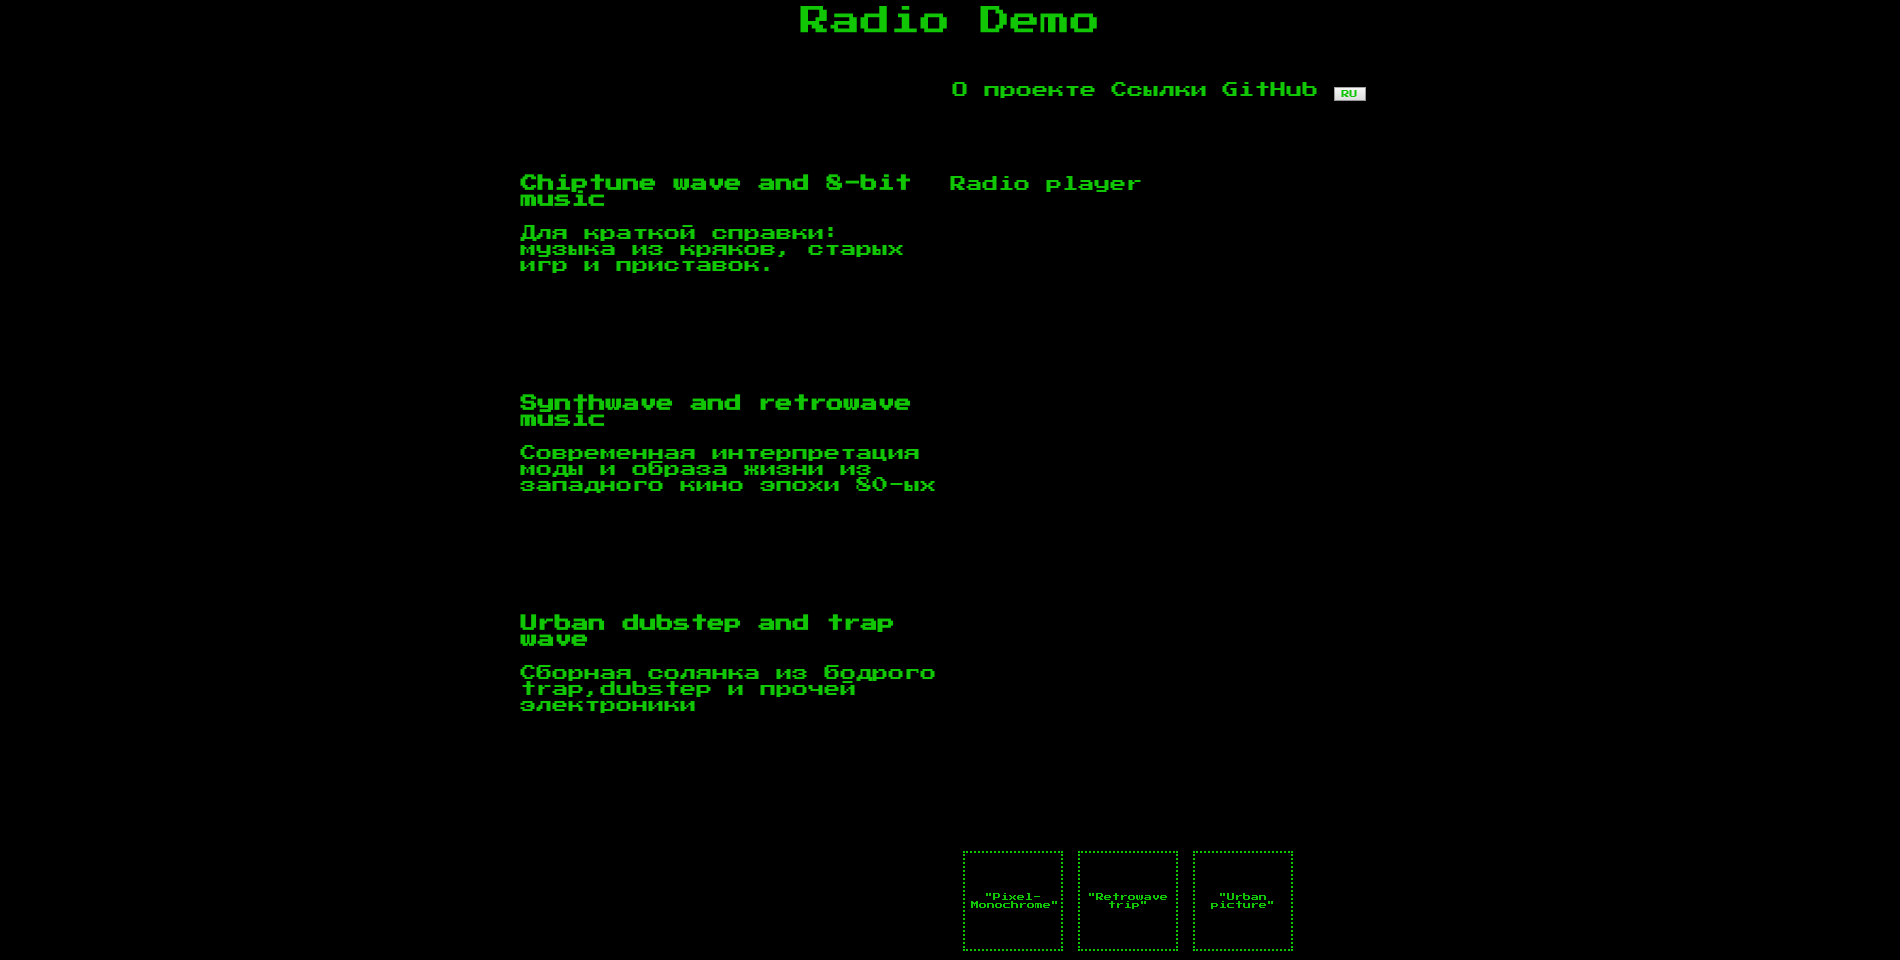 Radio Demo
О проекте Ссылки GitHub RU
Chiptune wave and 8-bit
music
Для краткой справки:
музыка из кряков, старых
игр и приставок.
Radio player
Synthwave and retrowave
music
Современная интерпретация
моды и образа жизни из
западного кино эпохи 80-ых
Urban dubstep and trap
wave
Сборная солянка из бодрого
trap,dubstep и прочей
электроники
"Pixel-
Monochrome"
"Retrowave
trip"
"Urban
picture"